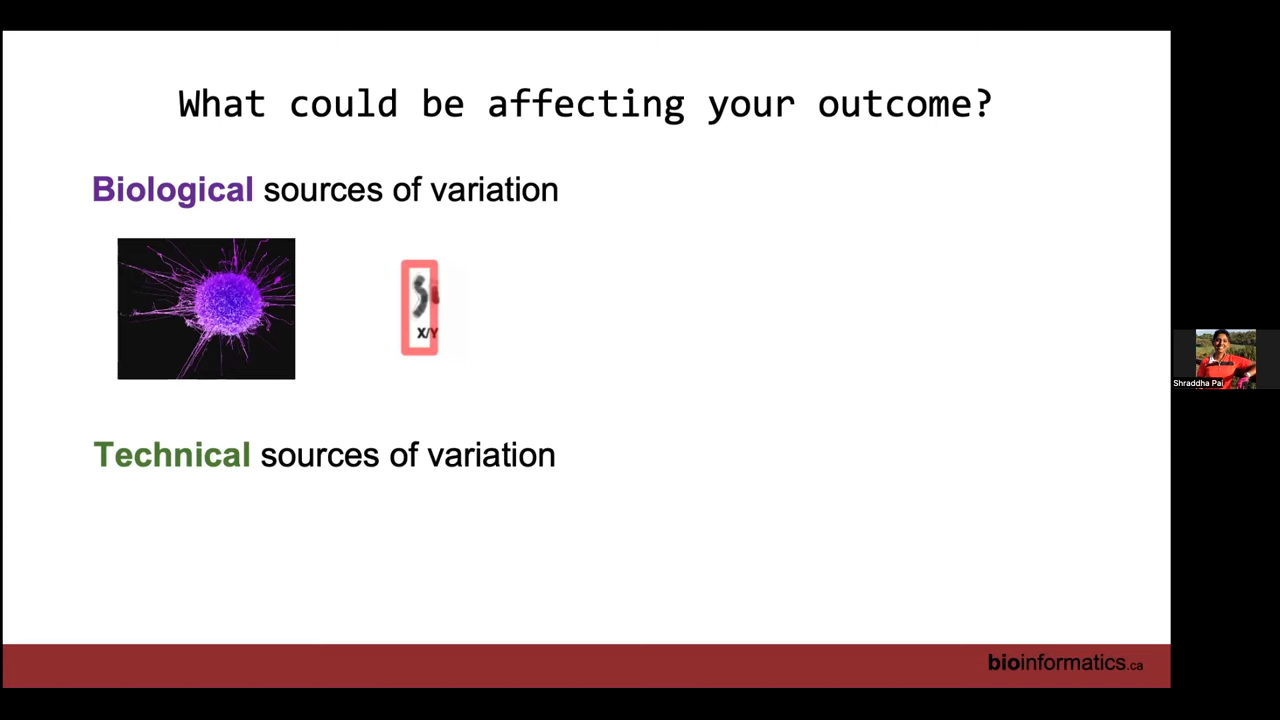 What could be affecting your outcome?
Biological sources of variation
X/Y
Technical sources of variation
Shraddha Pai
bioinformatics.ca